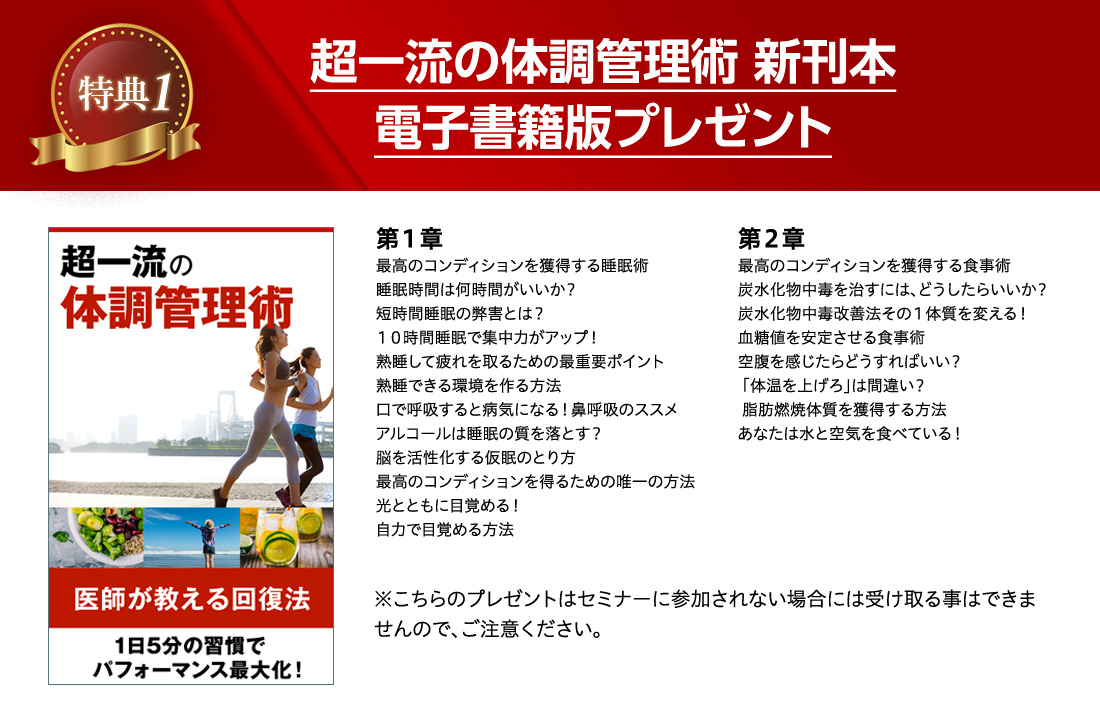 特典1
超一流の体調管理術 新刊本
電子書籍版プレゼント
超一流の
体調管理術
医師が教える回復法
1日5分の習慣で
パフォーマンス最大化！
第１章
最高のコンディションを獲得する睡眠術
睡眠時間は何時間がいいか？
短時間睡眠の弊害とは？
１０時間睡眠で集中力がアップ！
熟睡して疲れを取るための最重要ポイント
熟睡できる環境を作る方法
口で呼吸すると病気になる！鼻呼吸のススメ
アルコールは睡眠の質を落とす？
脳を活性化する仮眠のとり方
最高のコンディションを得るための唯一の方法
光とともに目覚める！
自力で目覚める方法
第２章
最高のコンディションを獲得する食事術
炭水化物中毒を治すには、どうしたらいいか？
炭水化物中毒改善法その１体質を変える！
血糖値を安定させる食事術
空腹を感じたらどうすればいい？
「体温を上げろ」は間違い？
脂肪燃焼体質を獲得する方法
あなたは水と空気を食べている！
※こちらのプレゼントはセミナーに参加されない場合には受け取る事はできま
せんので、ご注意ください。